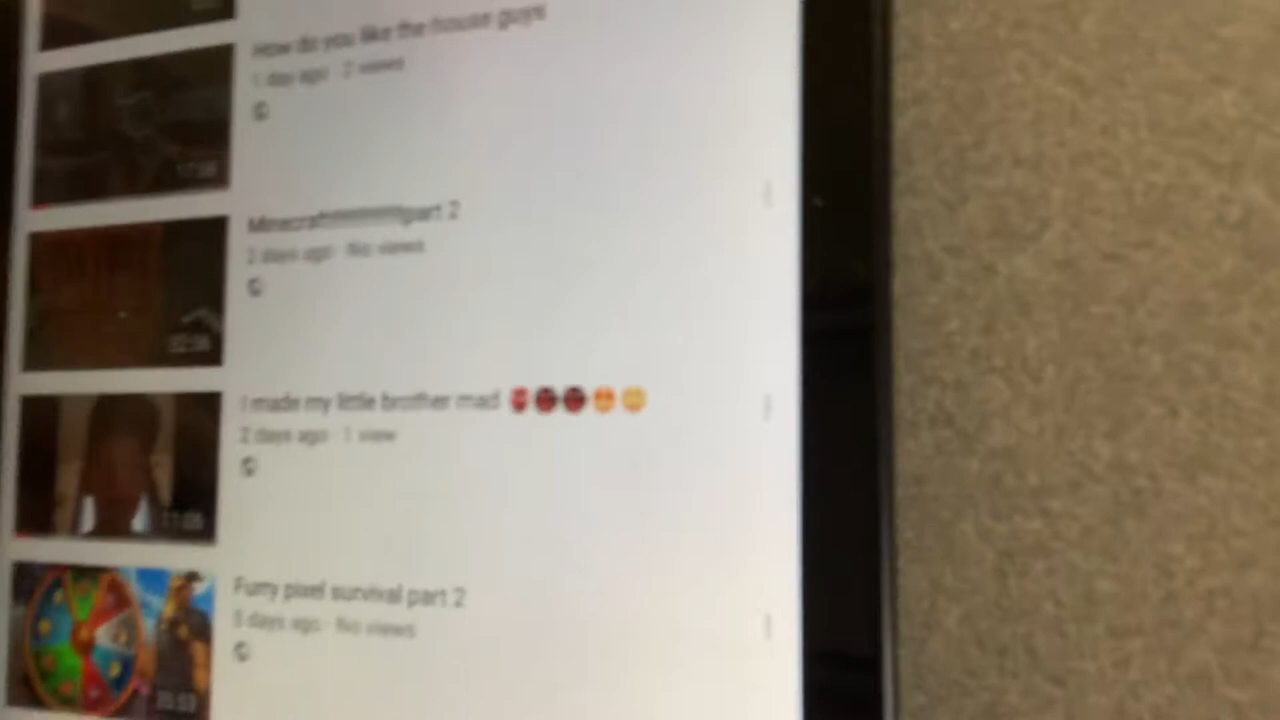 How do you like the house guys
1 day ago · 2 views
part 2
2 days ago · No views
I made my little brother mad
2 days ago · 1 view
11:05
Furry pixel survival part 2
5 days ago · No views